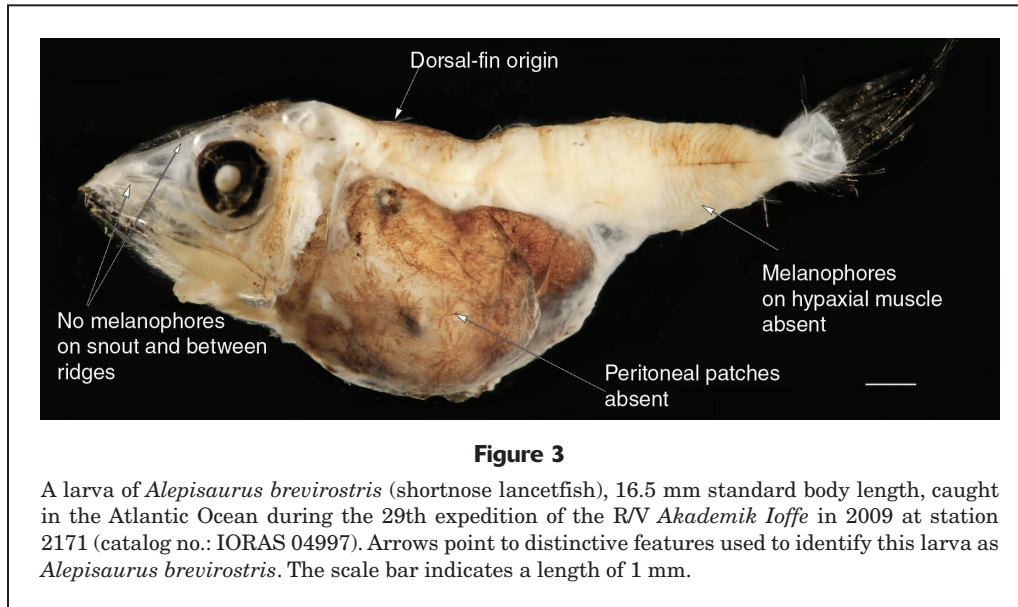 Dorsal-fin origin
No melanophores
on snout and between
ridges
Melanophores
on hypaxial muscle
absent
Peritoneal patches
absent
Figure 3
A larva of Alepisaurus brevirostris (shortnose lancetfish), 16.5 mm standard body length, caught
in the Atlantic Ocean during the 29th expedition of the R/V Akademik Ioffe in 2009 at station
2171 (catalog no.: IORAS 04997). Arrows point to distinctive features used to identify this larva as
Alepisaurus brevirostris. The scale bar indicates a length of 1 mm.